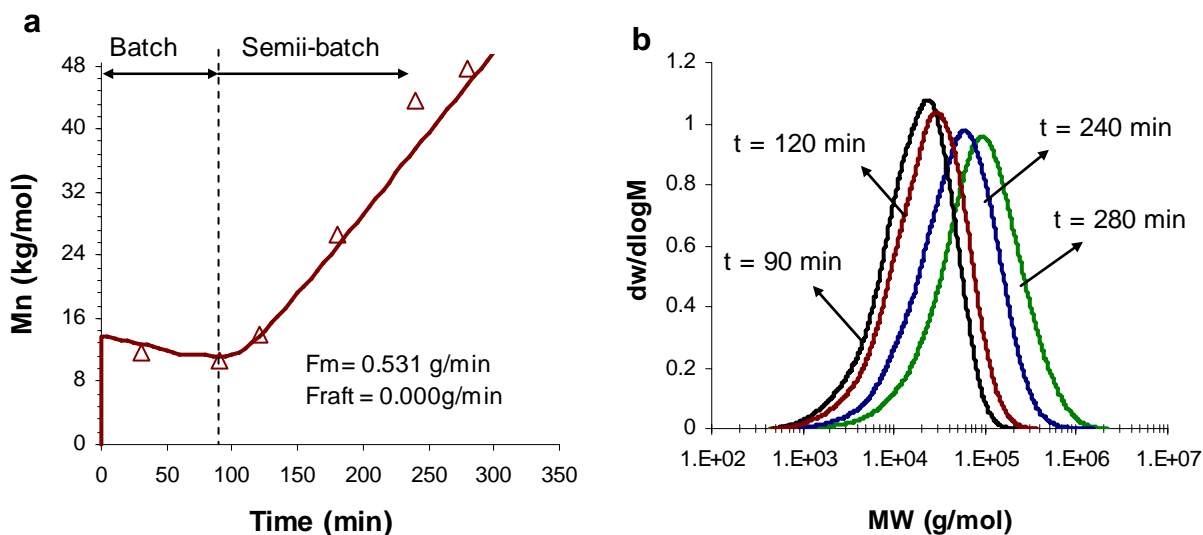 a
Batch
Semii-batch
48
40
32
24
16
8
0
Mn (kg/mol)
Fm= 0.531 g/min
Fraft = 0.000g/min
0
50
100
150
200
250
300
350
Time (min)
b
1.2
1
0.8
0.6
0.4
0.2
0
dw/dlogM
t = 120 min
t = 240 min
t = 280 min
t = 90 min
1.E+02
1.E+03
1.E+04
1.E+05
1.E+06
1.E+07
MW (g/mol)